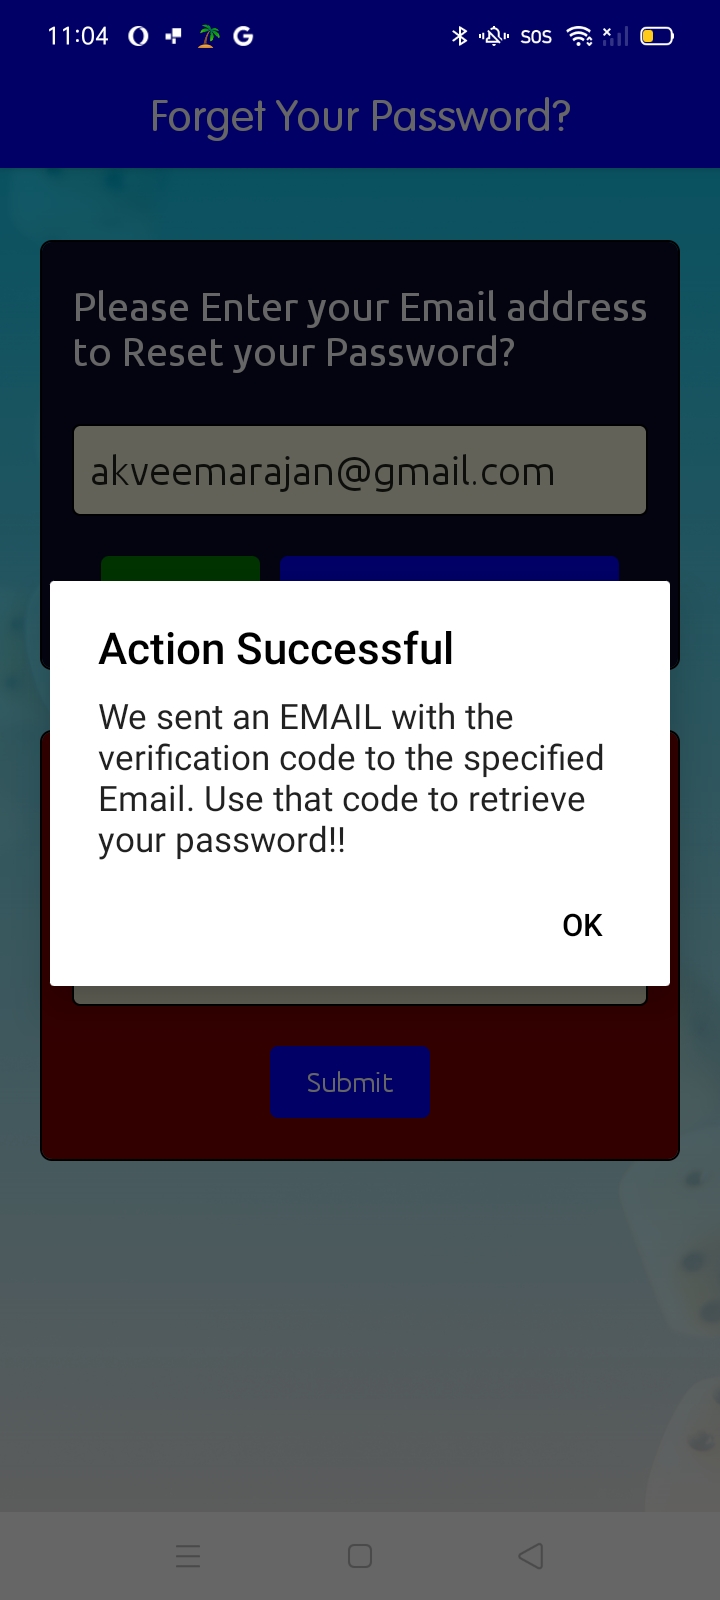 11:04 SOS
Forget Your Password?
Please Enter your Email address
to Reset your Password?
akveemarajan@gmail.com
Action Successful
We sent an EMAIL with the
verification code to the specified
Email. Use that code to retrieve
your password!!
OK
Submit